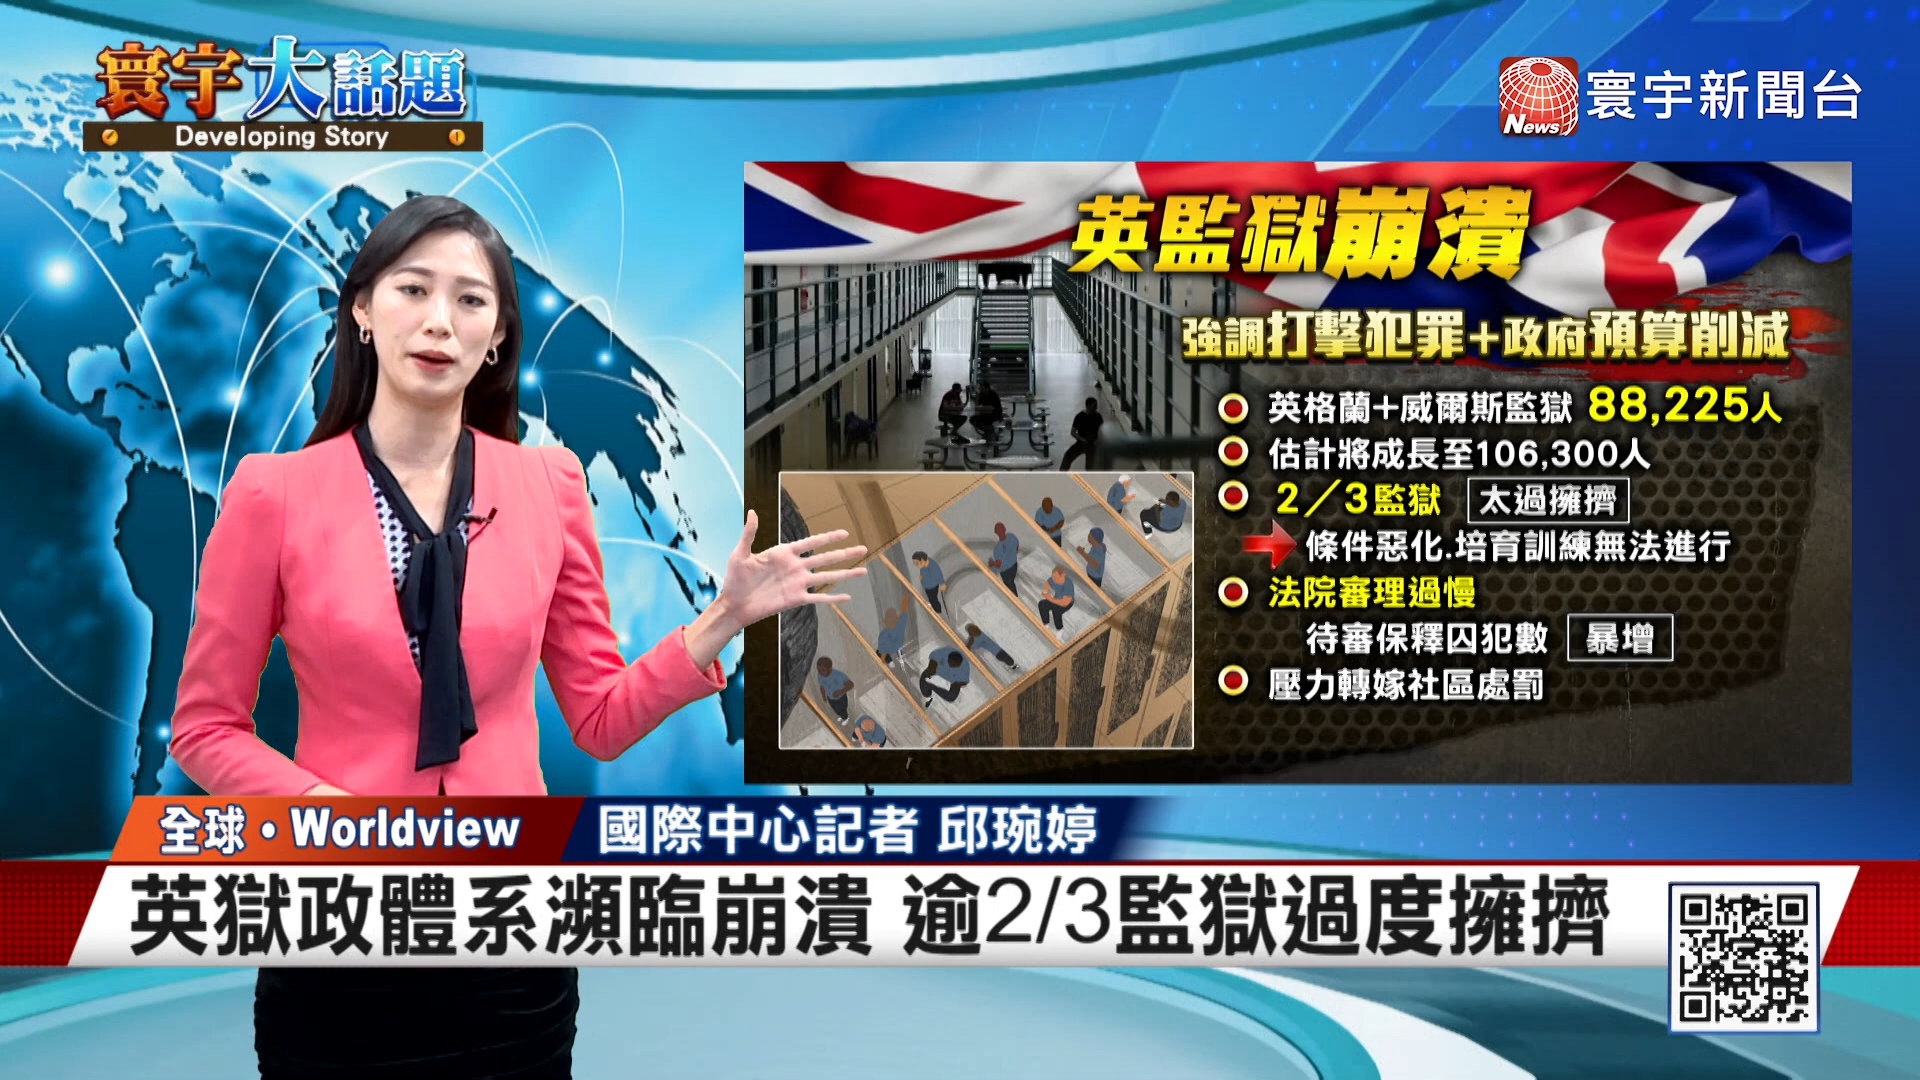 寰宇大話題
Developing Story
News
寰宇新聞台
英監獄崩潰
強調打擊犯罪+政府預算削減
英格蘭+威爾斯監獄 88,225人
估計將成長至106,300人
2/3監獄 太過擁擠
條件惡化.培育訓練無法進行
法院審理過慢
待審保釋囚犯數 暴增
壓力轉嫁社區處罰
全球·Worldview 國際中心記者 邱琬婷
英獄政體系瀕臨崩潰 逾2/3監獄過度擁擠